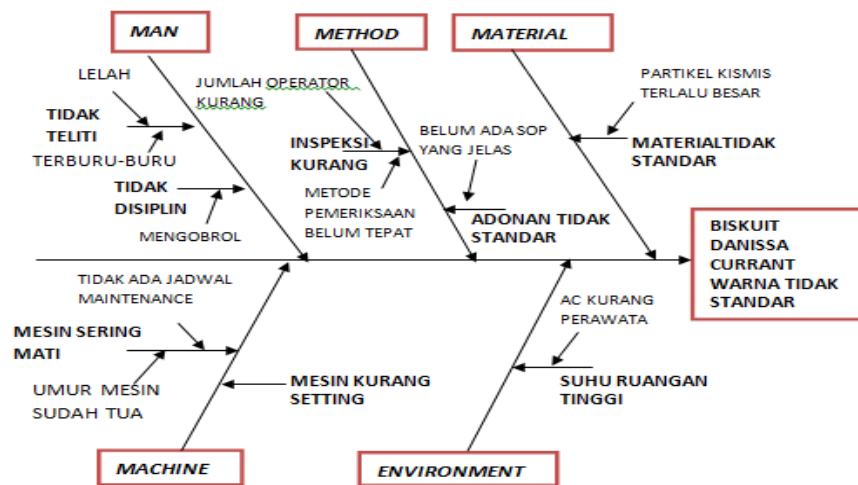 MAN
METHOD
MATERIAL
LELAH
JUMLAH OPERATOR
KURANG
PARTIKEL KISMIS
TERLALU BESAR
TIDAK
TELITI
TERBURU-BURU
INSPEKSI
KURANG
BELUM ADA SOP
YANG JELAS
MATERIALTIDAK
STANDAR
TIDAK
DISIPLIN
MENGOBROL
METODE
PEMERIKSAAN
BELUM TEPAT
ADONAN TIDAK
STANDAR
BISKUIT
DANISSA
CURRANT
WARNA TIDAK
STANDAR
TIDAK ADA JADWAL
MAINTENANCE
AC KURANG
PERAWATA
MESIN SERING
MATI
UMUR MESIN
SUDAH TUA
MESIN KURANG
SETTING
SUHU RUANGAN
TINGGI
MACHINE
ENVIRONMENT